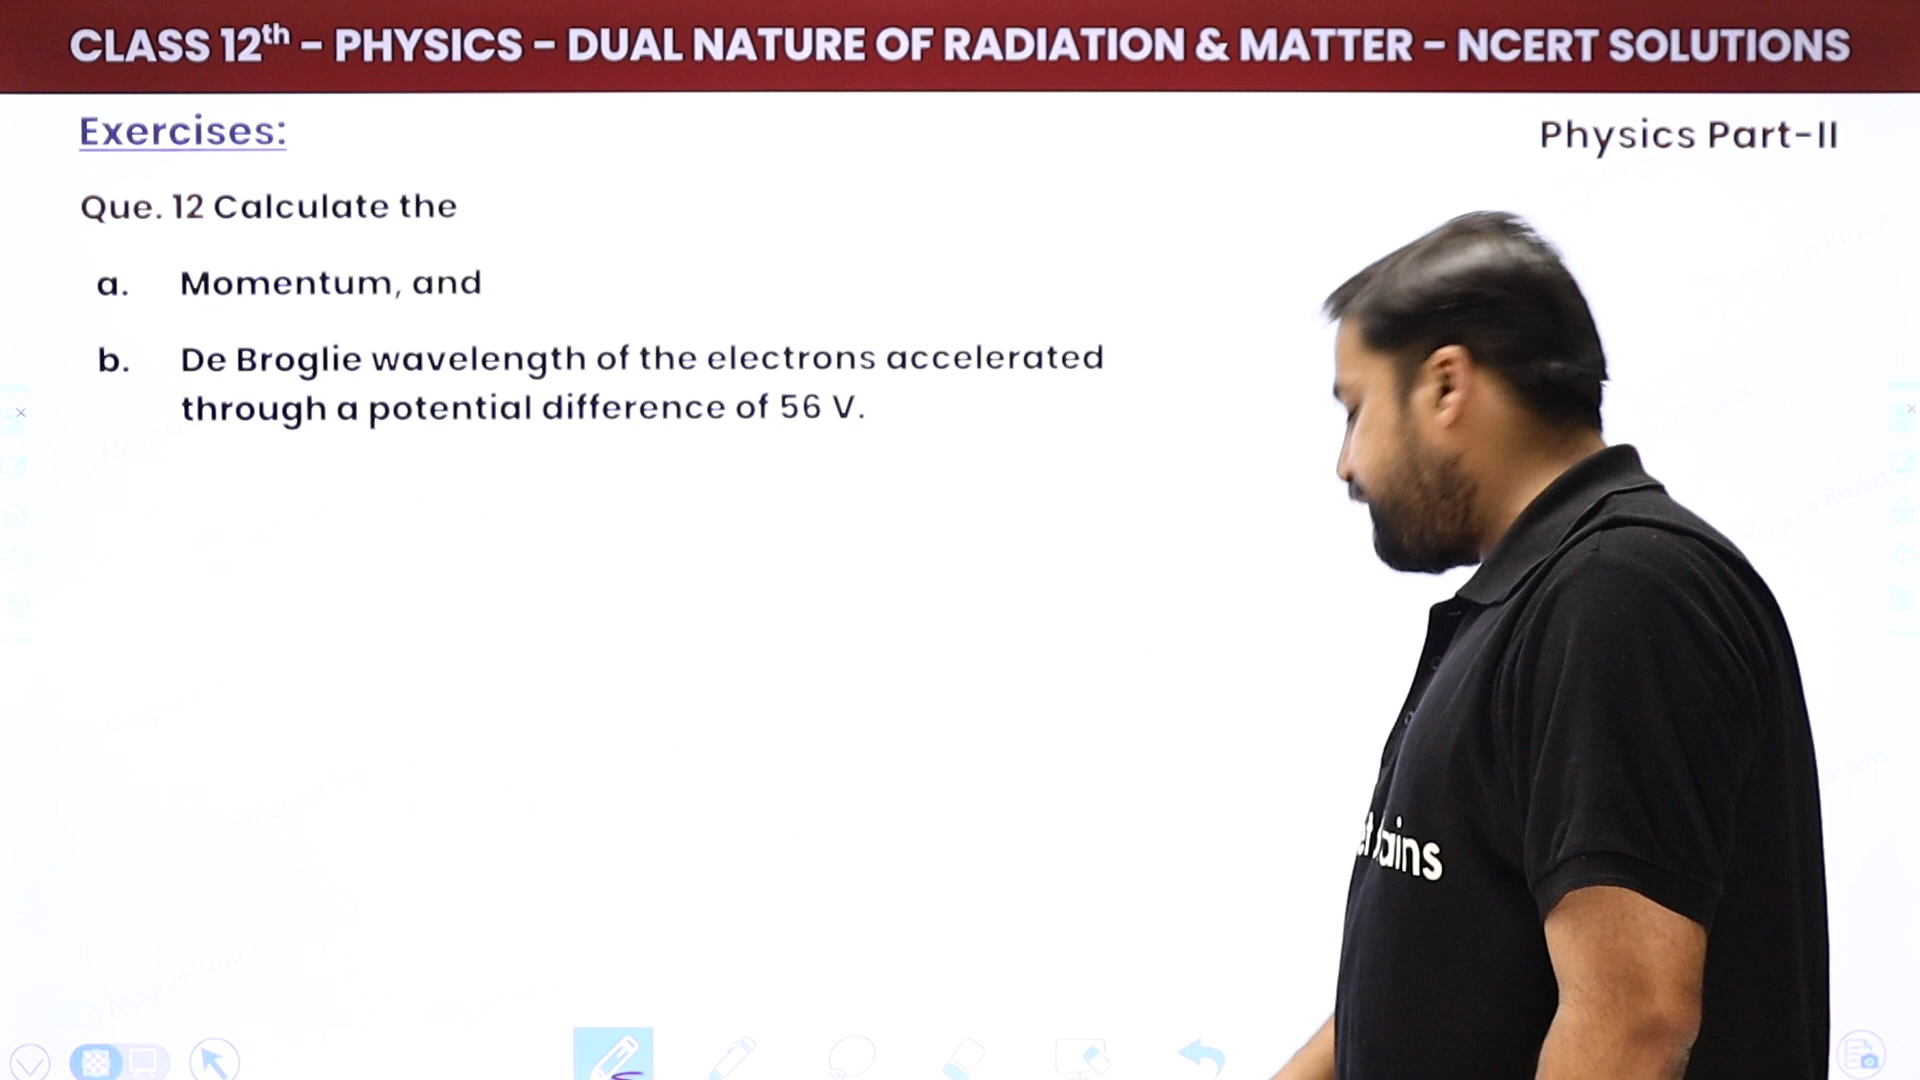 CLASS 12th – PHYSICS – DUAL NATURE OF RADIATION & MATTER – NCERT SOLUTIONS
Exercises:
Physics Part-II
Que. 12 Calculate the
a. Momentum, and
b. De Broglie wavelength of the electrons accelerated
through a potential difference of 56 V.